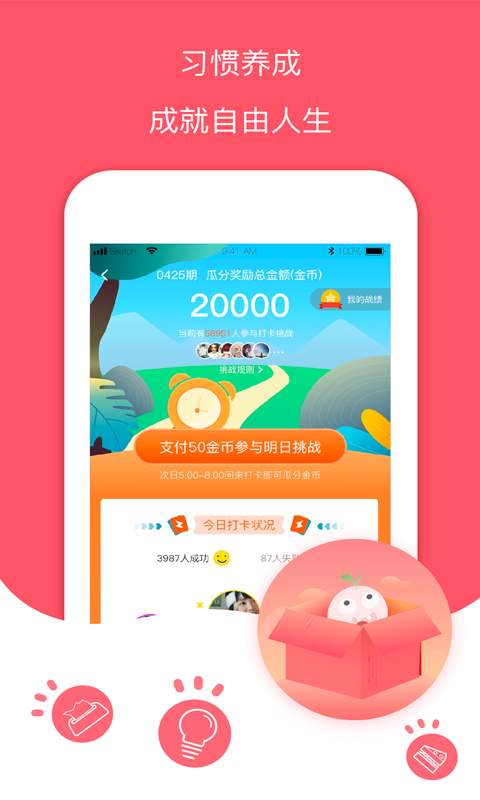 习惯养成
成就自由人生
Sketch 9:41 AM 100%
0425期 瓜分奖励总金额(金币)
20000
我的战绩
当前有68951人参与打卡挑战
挑战规则
支付50金币参与明日挑战
次日5:00-8:00回来打卡即可瓜分金币
今日打卡状况
3987人成功 87人失